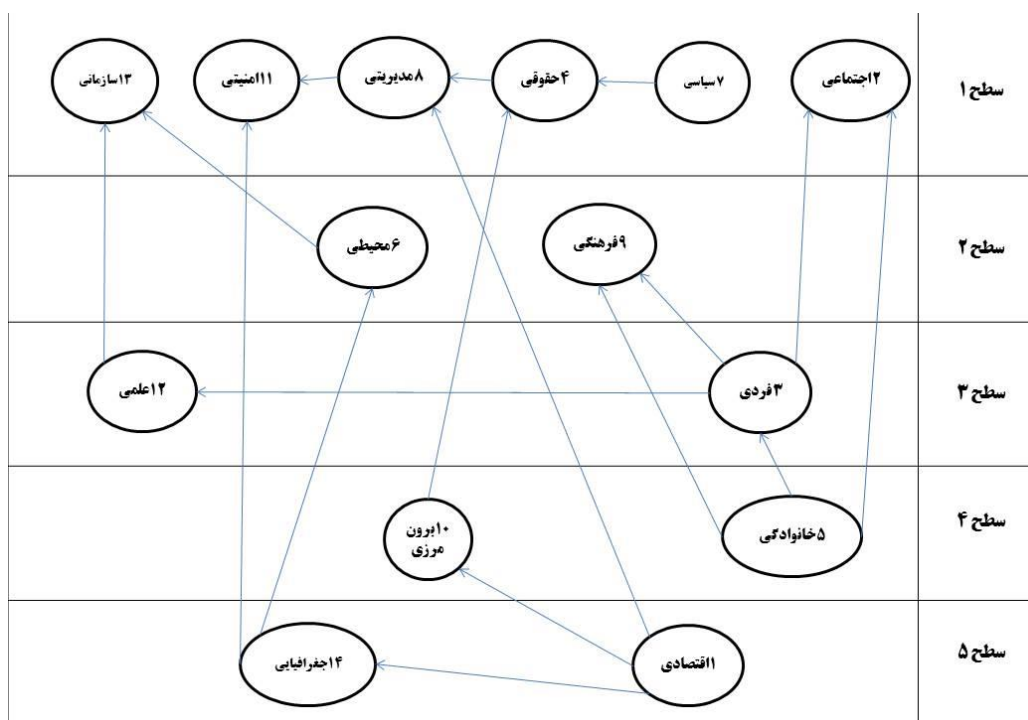 سطح ۱
۲اجتماعی
۷سیاسی
۴حقوقی
۸مدیریتی
۱۱امنیتی
۱۳سازمانی
سطح ۲
۹فرهنگی
۶محیطی
سطح ۳
۳فردی
۱۲علمی
سطح ۴
۵خانوادگی
۱۰برون
مرزی
سطح ۵
۱اقتصادی
۱۴جغرافیایی